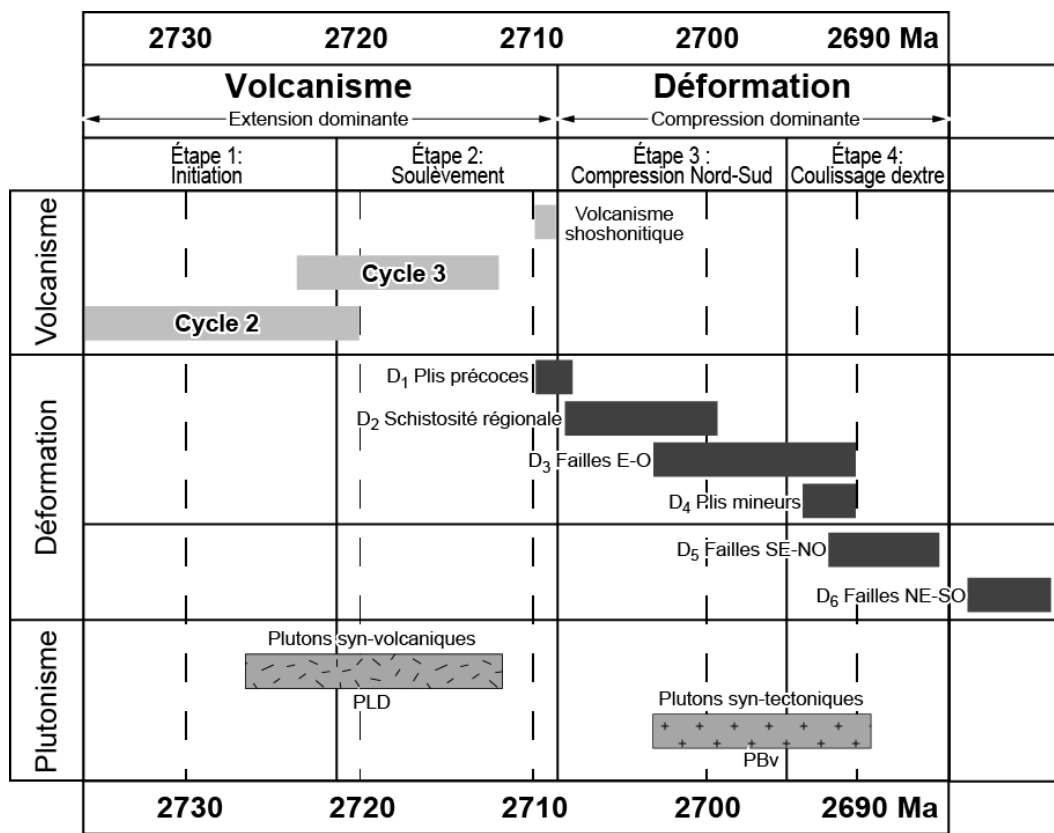 2730 2720 2710 2700 2690 Ma
Volcanisme Déformation
Extension dominante Compression dominante
Étape 1: Étape 2: Étape 3 : Étape 4:
Initiation Soulèvement Compression Nord-Sud Coulissage dextre
Volcanisme
Volcanisme
shoshonitique
Cycle 3
Cycle 2
Déformation
D1 Plis précoces
D2 Schistosité régionale
D3 Failles E-O
D4 Plis mineurs
D5 Failles SE-NO
D6 Failles NE-SO
Plutonisme
Plutons syn-volcaniques
PLD
Plutons syn-tectoniques
PBv
2730 2720 2710 2700 2690 Ma